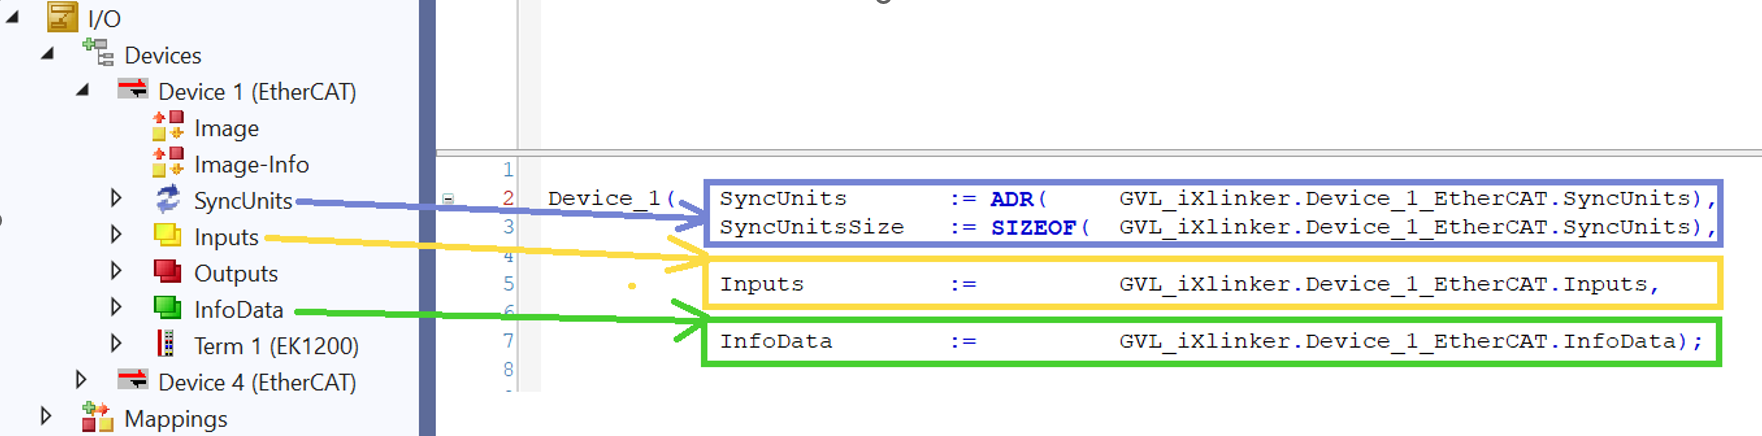 I/O
Devices
Device 1 (EtherCAT)
Image
Image-Info
SyncUnits
Inputs
Outputs
InfoData
Term 1 (EK1200)
Device 4 (EtherCAT)
Mappings
1
2 Device_1( SyncUnits := ADR( GVL_iXlinker.Device_1_EtherCAT.SyncUnits),
3 SyncUnitsSize := SIZEOF( GVL_iXlinker.Device_1_EtherCAT.SyncUnits),
4
5 Inputs := GVL_iXlinker.Device_1_EtherCAT.Inputs,
6
7 InfoData := GVL_iXlinker.Device_1_EtherCAT.InfoData);
8